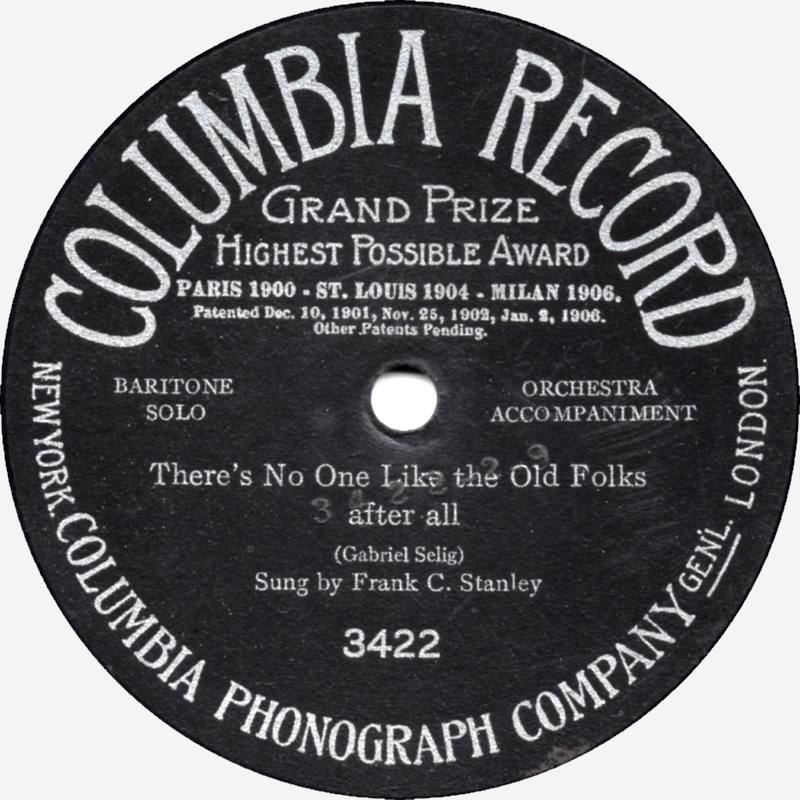 COLUMBIA RECORD
GRAND PRIZE
HIGHEST POSSIBLE AWARD
PARIS 1900 - ST. LOUIS 1904 - MILAN 1906.
Patented Dec. 10, 1901, Nov. 25, 1902, Jan. 2, 1906.
Other Patents Pending.
BARITONE
SOLO
ORCHESTRA
ACCOMPANIMENT
There's No One Like the Old Folks
after all
(Gabriel Selig)
Sung by Frank C. Stanley
3422
NEW YORK. COLUMBIA PHONOGRAPH COMPANY GENL. LONDON.